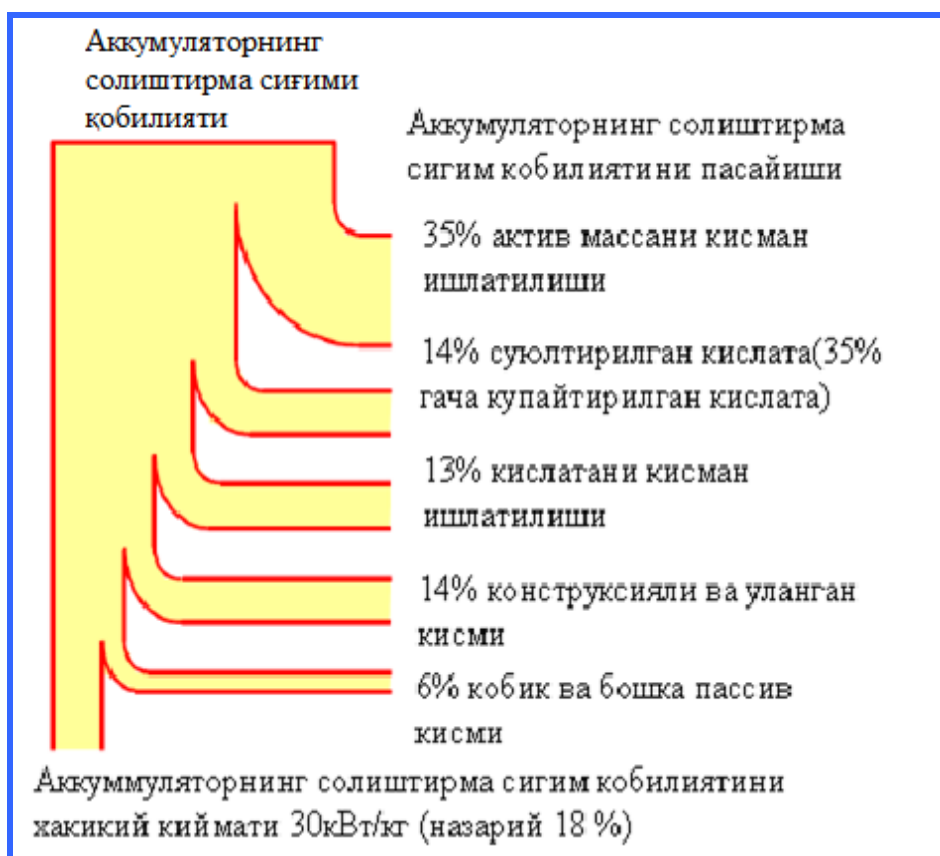 Аккумуляторнинг
солиштирма сиғими
қобилияти
Аккумуляторнинг солиштирма
сигим кобилиятини пасайиши
35% актив массани кисман
ишлатилиши
14% суюлтирилган кислата(35%
гача купайтирилган кислата)
13% кислатани кисман
ишлатилиши
14% конструксияли ва уланган
кисми
6% кобик ва бошка пассив
кисми
Аккуммуляторнинг солиштирма сигим кобилиятини
хакикий киймати 30кВт/кг (назарий 18 %)